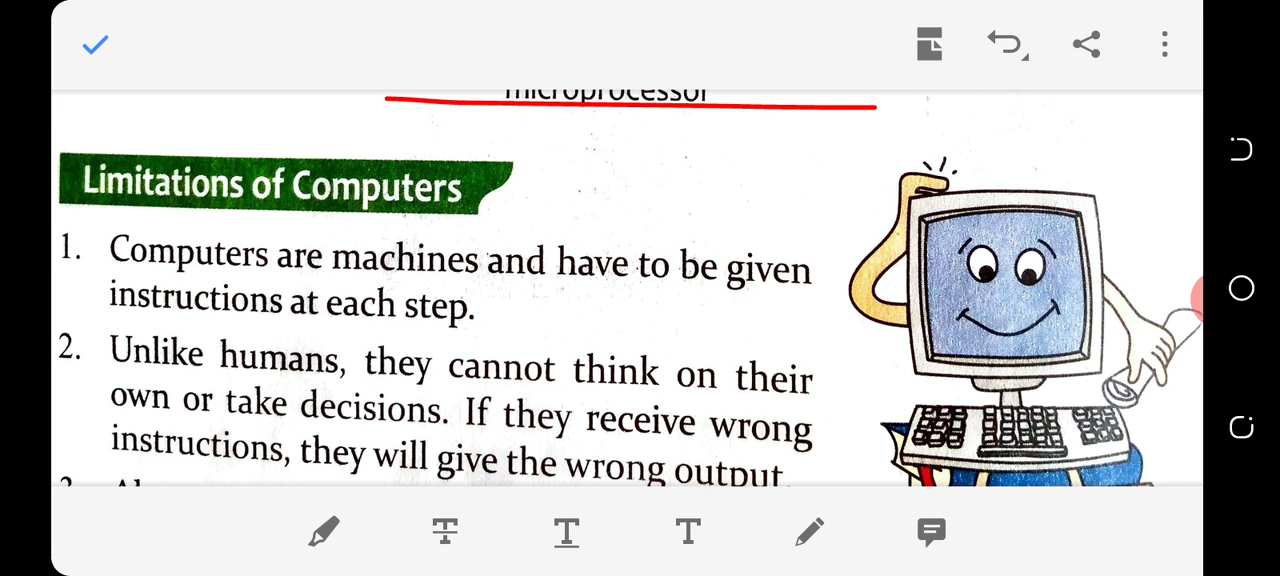 microprocessor
Limitations of Computers
1. Computers are machines and have to be given
instructions at each step.
2. Unlike humans, they cannot think on their
own or take decisions. If they receive wrong
instructions, they will give the wrong output.